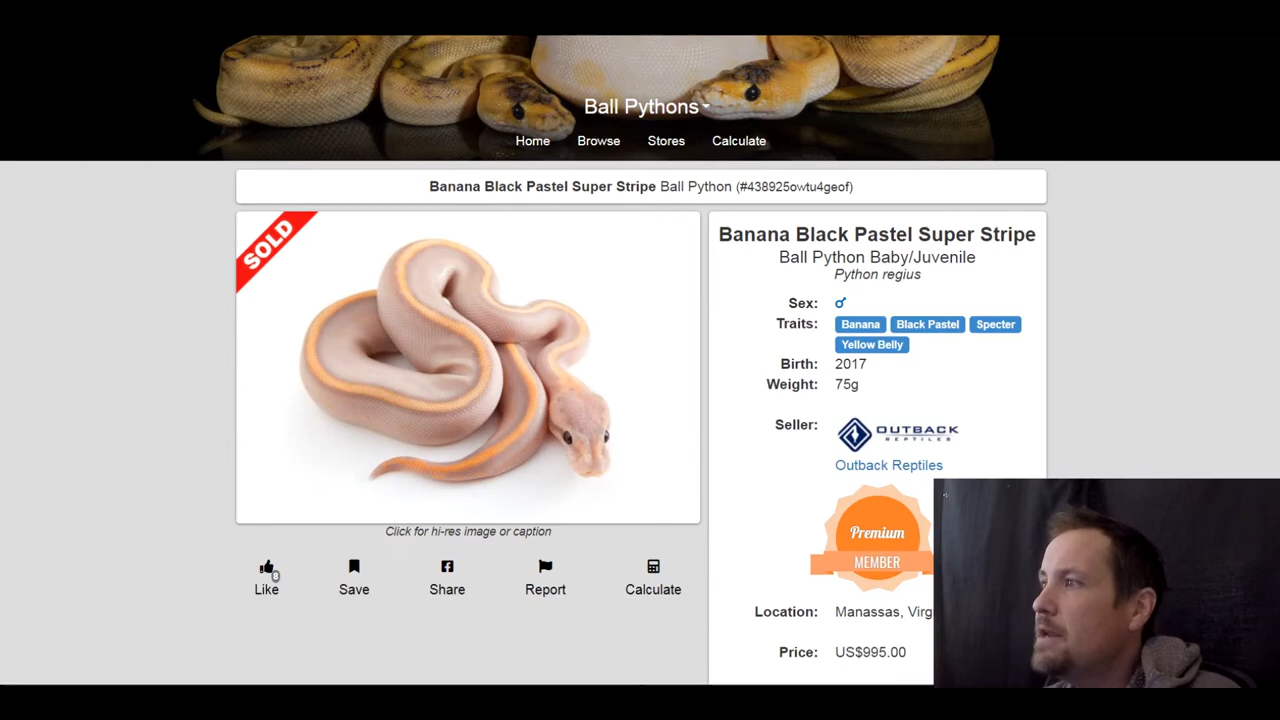 Ball Pythons
Home Browse Stores Calculate
Banana Black Pastel Super Stripe Ball Python (#438925owtu4geof)
SOLD
Click for hi-res image or caption
8
Like Save Share Report Calculate
Banana Black Pastel Super Stripe
Ball Python Baby/Juvenile
Python regius
Sex: ♂
Traits: Banana Black Pastel Specter
Yellow Belly
Birth: 2017
Weight: 75g
Seller: OUTBACK
REPTILES
Outback Reptiles
Premium
MEMBER
Location: Manassas, Virg
Price: US$995.00